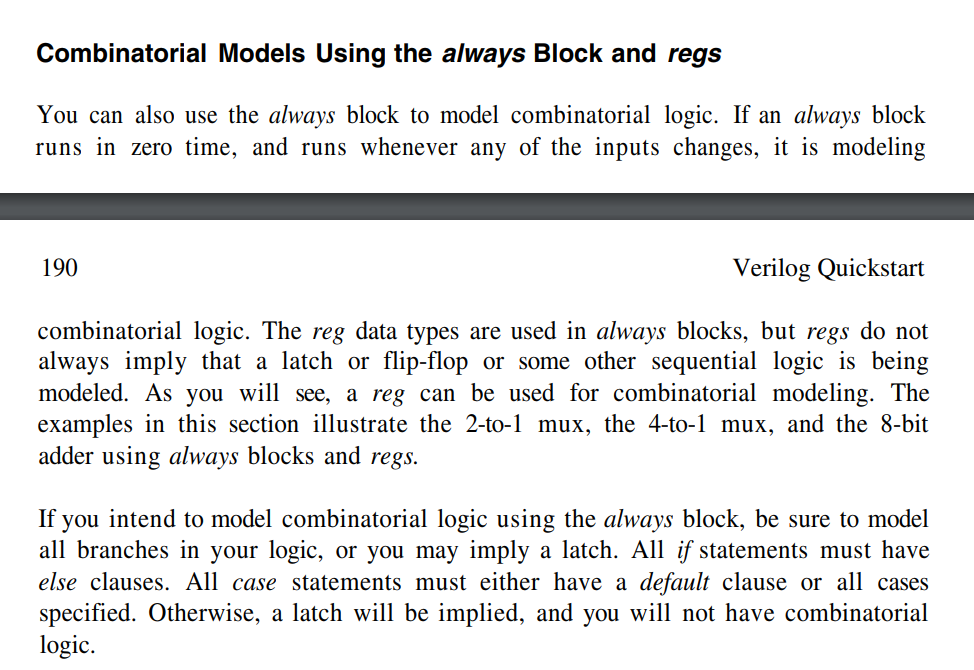 Combinatorial Models Using the always Block and regs
You can also use the always block to model combinatorial logic. If an always block
runs in zero time, and runs whenever any of the inputs changes, it is modeling
190 Verilog Quickstart
combinatorial logic. The reg data types are used in always blocks, but regs do not
always imply that a latch or flip-flop or some other sequential logic is being
modeled. As you will see, a reg can be used for combinatorial modeling. The
examples in this section illustrate the 2-to-1 mux, the 4-to-1 mux, and the 8-bit
adder using always blocks and regs.
If you intend to model combinatorial logic using the always block, be sure to model
all branches in your logic, or you may imply a latch. All if statements must have
else clauses. All case statements must either have a default clause or all cases
specified. Otherwise, a latch will be implied, and you will not have combinatorial
logic.